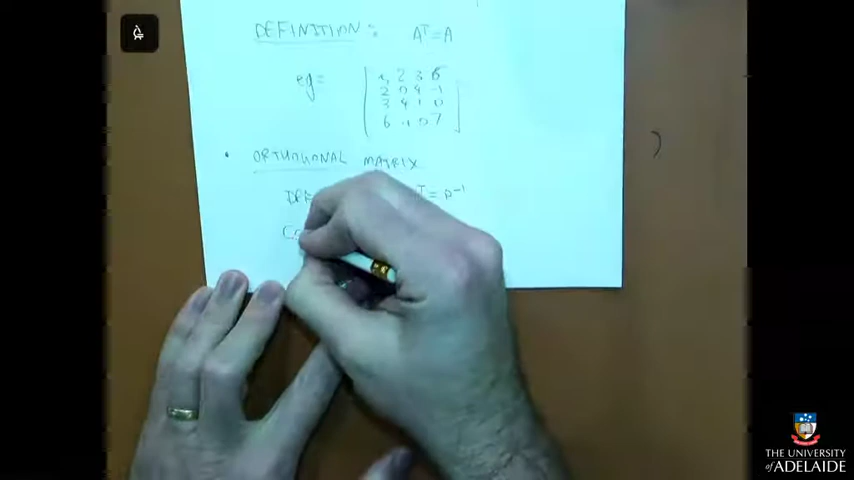 DEFINITION: Aᵀ=A
eg=
2 3 6
2 0 4 -1
3 4 1 0
6 -1 0 7
• ORTHOGONAL MATRIX
= A⁻¹
THE UNIVERSITY
of ADELAIDE